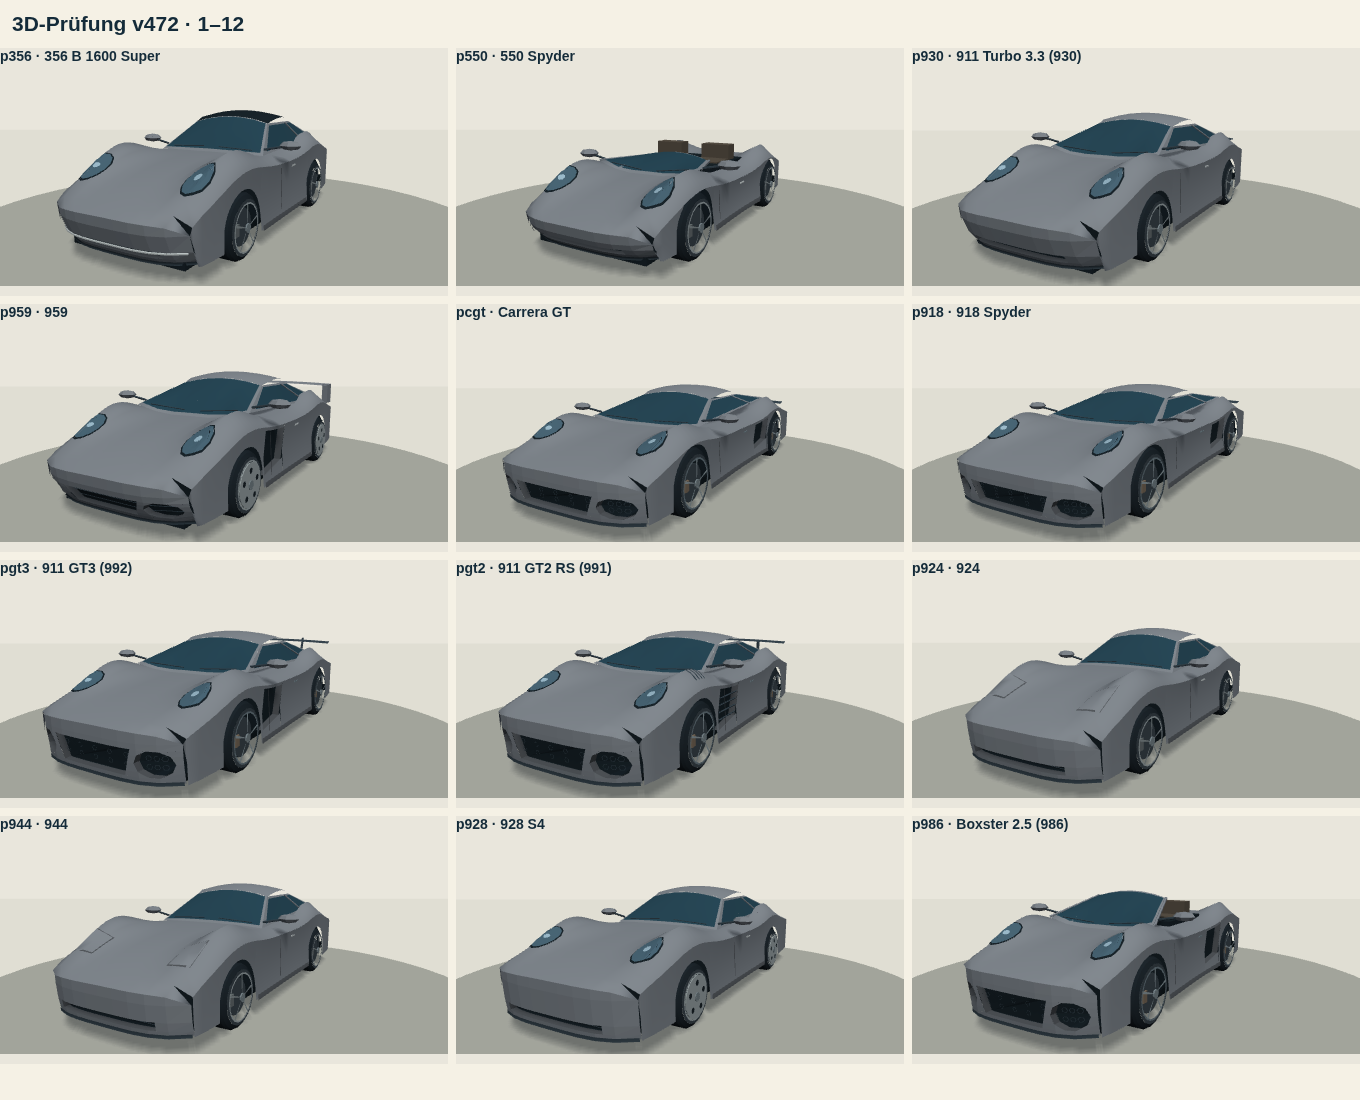 3D-Prüfung v472 · 1–12
p356 · 356 B 1600 Super
p550 · 550 Spyder
p930 · 911 Turbo 3.3 (930)
p959 · 959
pcgt · Carrera GT
p918 · 918 Spyder
pgt3 · 911 GT3 (992)
pgt2 · 911 GT2 RS (991)
p924 · 924
p944 · 944
p928 · 928 S4
p986 · Boxster 2.5 (986)